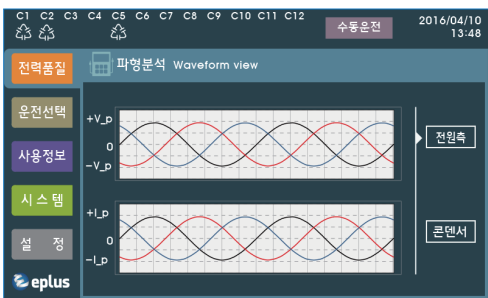 C1 C2 C3 C4 C5 C6 C7 C8 C9 C10 C11 C12
수동운전
2016/04/10
13:48
전력품질
파형분석 Waveform view
운전선택
사용정보
시스템
설 정
eplus
+V_p
0
-V_p
전원측
+I_p
0
-I_p
콘덴서